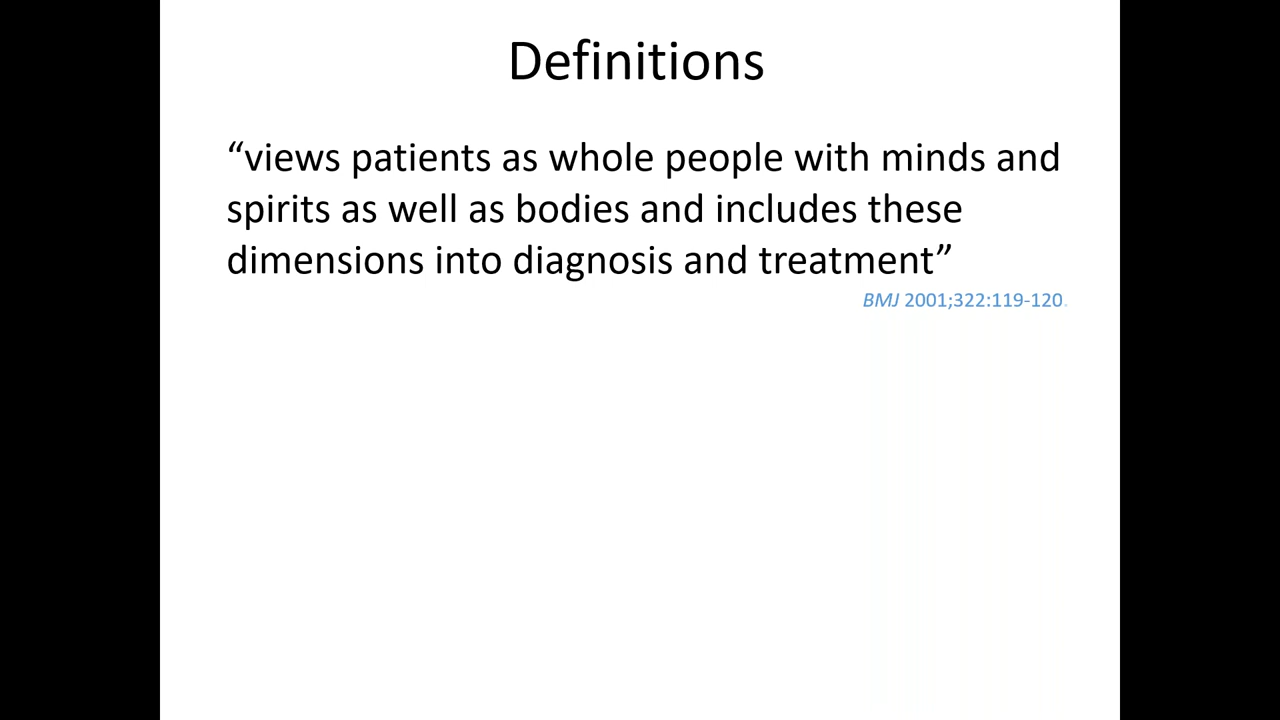 Definitions
“views patients as whole people with minds and
spirits as well as bodies and includes these
dimensions into diagnosis and treatment”
BMJ 2001;322:119-120.